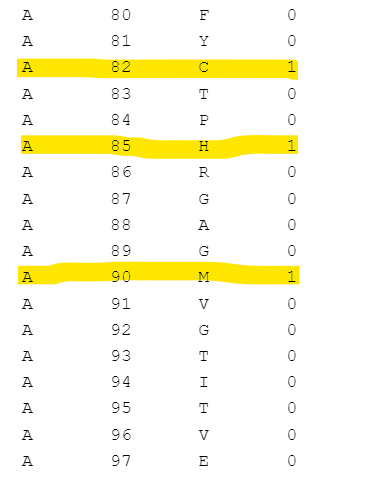 A 80 F 0
A 81 Y 0
A 82 C 1
A 83 T 0
A 84 P 0
A 85 H 1
A 86 R 0
A 87 G 0
A 88 A 0
A 89 G 0
A 90 M 1
A 91 V 0
A 92 G 0
A 93 T 0
A 94 I 0
A 95 T 0
A 96 V 0
A 97 E 0